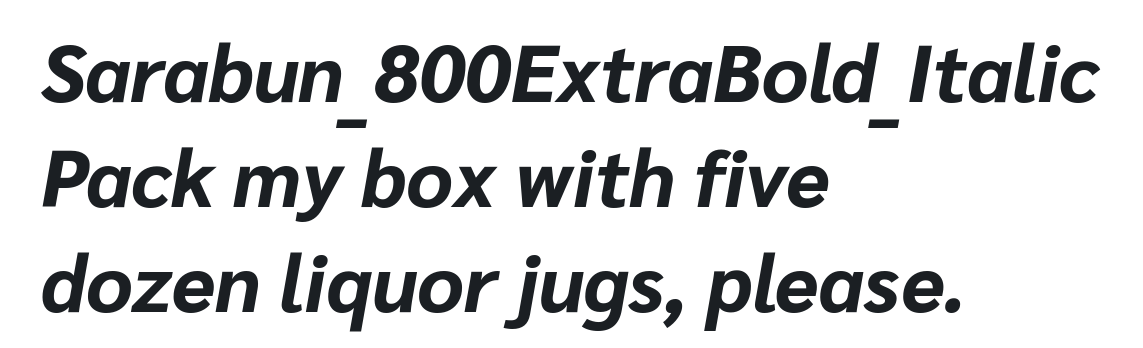 Sarabun_800ExtraBold_Italic
Pack my box with five
dozen liquor jugs, please.